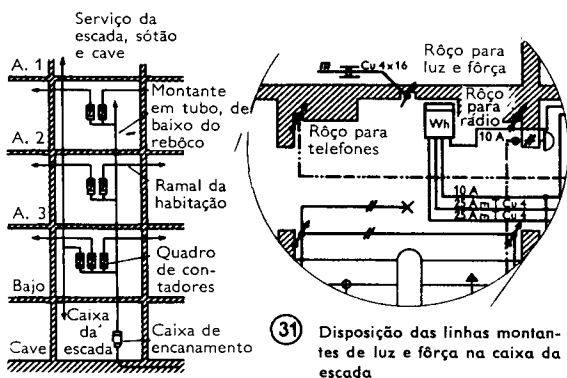 Serviço da
escada, sótão
e cave
A. 1
Montante
em tubo, de
baixo do
rebôco
A. 2
Ramal da
habitação
A. 3
Quadro
de con-
tadores
Bajo
Caixa
da
escada
Caixa de
encanamento
Cave
m Cu 4x16
Rôço para
luz e fôrça
Rôço
para
rádio
Wh
Rôço para
telefones
10 A
10 A
25 A m Cu 4
25 A m Cu 4
31 Disposição das linhas montan-
tes de luz e fôrça na caixa da
escada